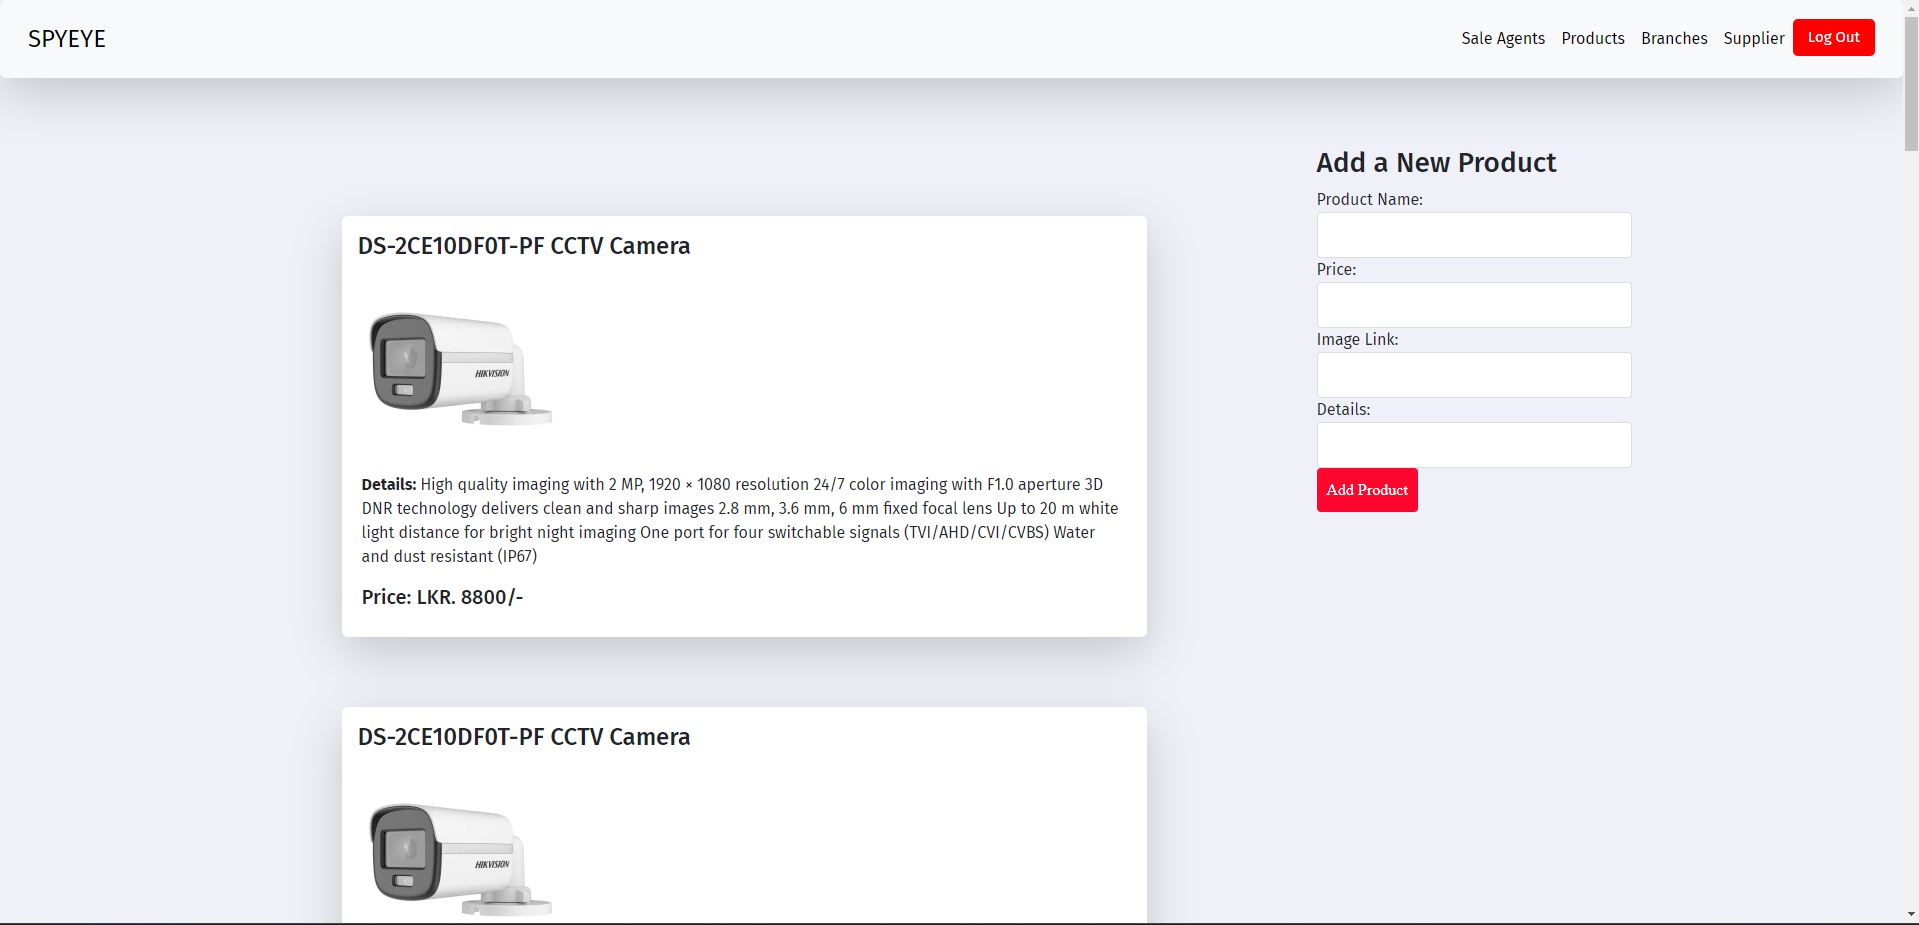 SPYEYE
Sale Agents Products Branches Supplier Log Out
Add a New Product
Product Name:
Price:
Image Link:
Details:
Add Product
DS-2CE10DF0T-PF CCTV Camera
HIKVISION
Details: High quality imaging with 2 MP, 1920 × 1080 resolution 24/7 color imaging with F1.0 aperture 3D
DNR technology delivers clean and sharp images 2.8 mm, 3.6 mm, 6 mm fixed focal lens Up to 20 m white
light distance for bright night imaging One port for four switchable signals (TVI/AHD/CVI/CVBS) Water
and dust resistant (IP67)
Price: LKR. 8800/-
DS-2CE10DF0T-PF CCTV Camera
HIKVISION